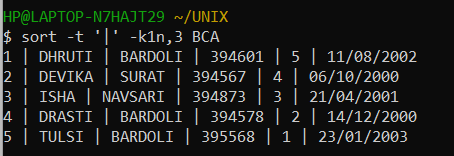 HP@LAPTOP-N7HAJT29 ~/UNIX
$ sort -t '|' -k1n,3 BCA
1 | DHRUTI | BARDOLI | 394601 | 5 | 11/08/2002
2 | DEVIKA | SURAT | 394567 | 4 | 06/10/2000
3 | ISHA | NAVSARI | 394873 | 3 | 21/04/2001
4 | DRASTI | BARDOLI | 394578 | 2 | 14/12/2000
5 | TULSI | BARDOLI | 395568 | 1 | 23/01/2003